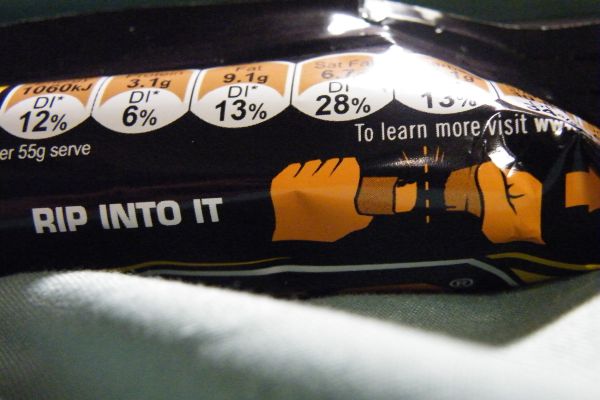 1060kJ
DI*
12%
3.1g
DI*
6%
Fat
9.1g
DI*
13%
Sat Fat
DI*
28%
13%
per 55g serve
To learn more visit
RIP INTO IT
®